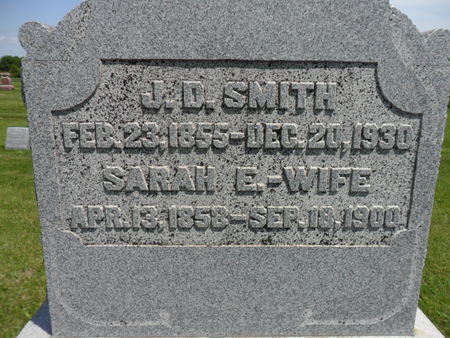 J. D. SMITH
FEB. 23, 1855-DEC. 20, 1930
SARAH E.-WIFE
APR. 13, 1858-SEP. 18, 1900.